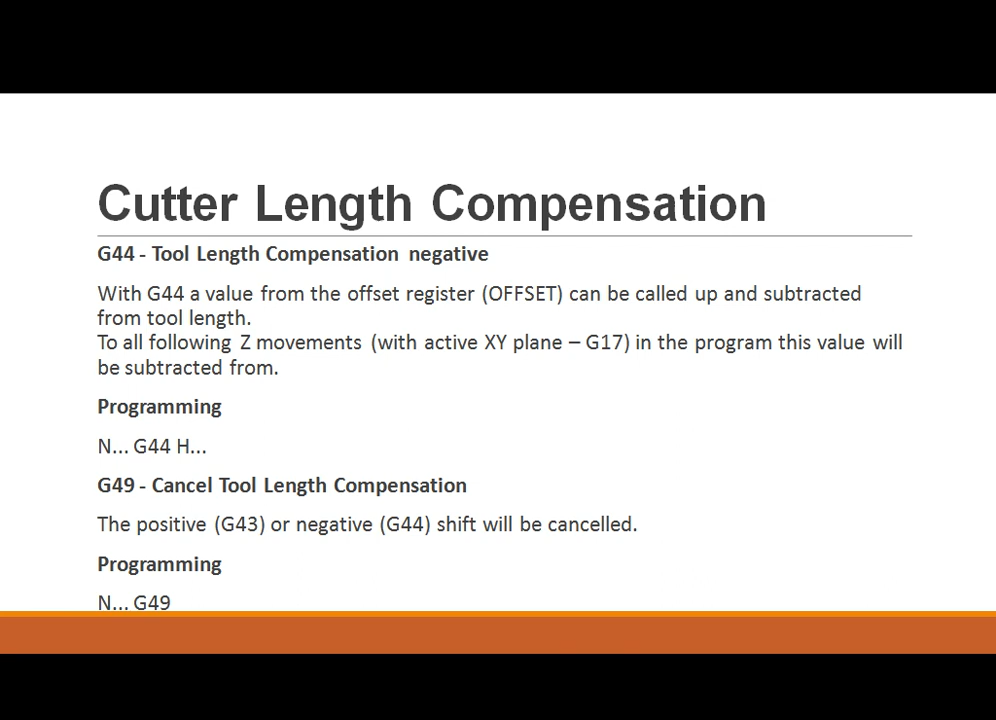 Cutter Length Compensation
G44 - Tool Length Compensation negative
With G44 a value from the offset register (OFFSET) can be called up and subtracted
from tool length.
To all following Z movements (with active XY plane – G17) in the program this value will
be subtracted from.
Programming
N... G44 H...
G49 - Cancel Tool Length Compensation
The positive (G43) or negative (G44) shift will be cancelled.
Programming
N... G49